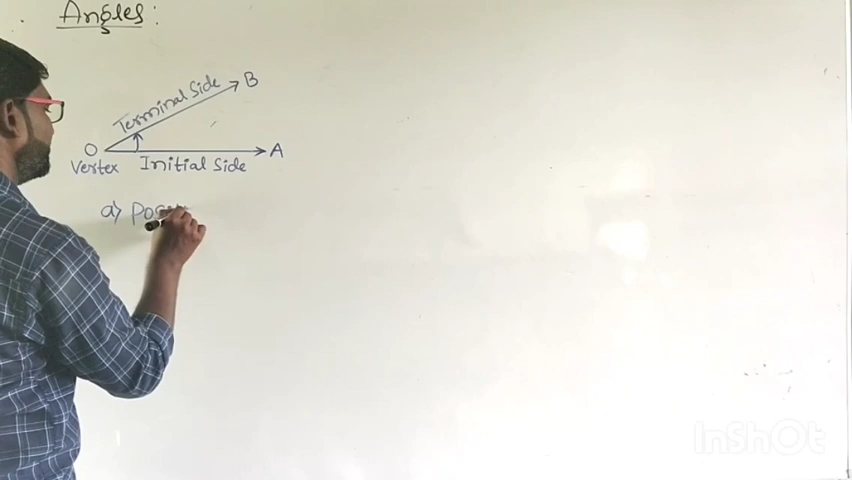 Angles:
Terminal Side B
O
A
Vertex Initial Side
a)
InShOt